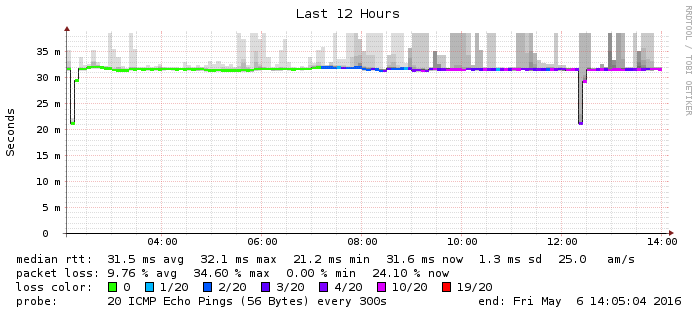 Last 12 Hours
RRDTOOL / TOBI OETIKER
Seconds
35 m
30 m
25 m
20 m
15 m
10 m
5 m
0
04:00 06:00 08:00 10:00 12:00 14:00
median rtt: 31.5 ms avg 32.1 ms max 21.2 ms min 31.6 ms now 1.3 ms sd 25.0 am/s
packet loss: 9.76 % avg 34.60 % max 0.00 % min 24.10 % now
loss color: 0 1/20 2/20 3/20 4/20 10/20 19/20
probe: 20 ICMP Echo Pings (56 Bytes) every 300s end: Fri May 6 14:05:04 2016